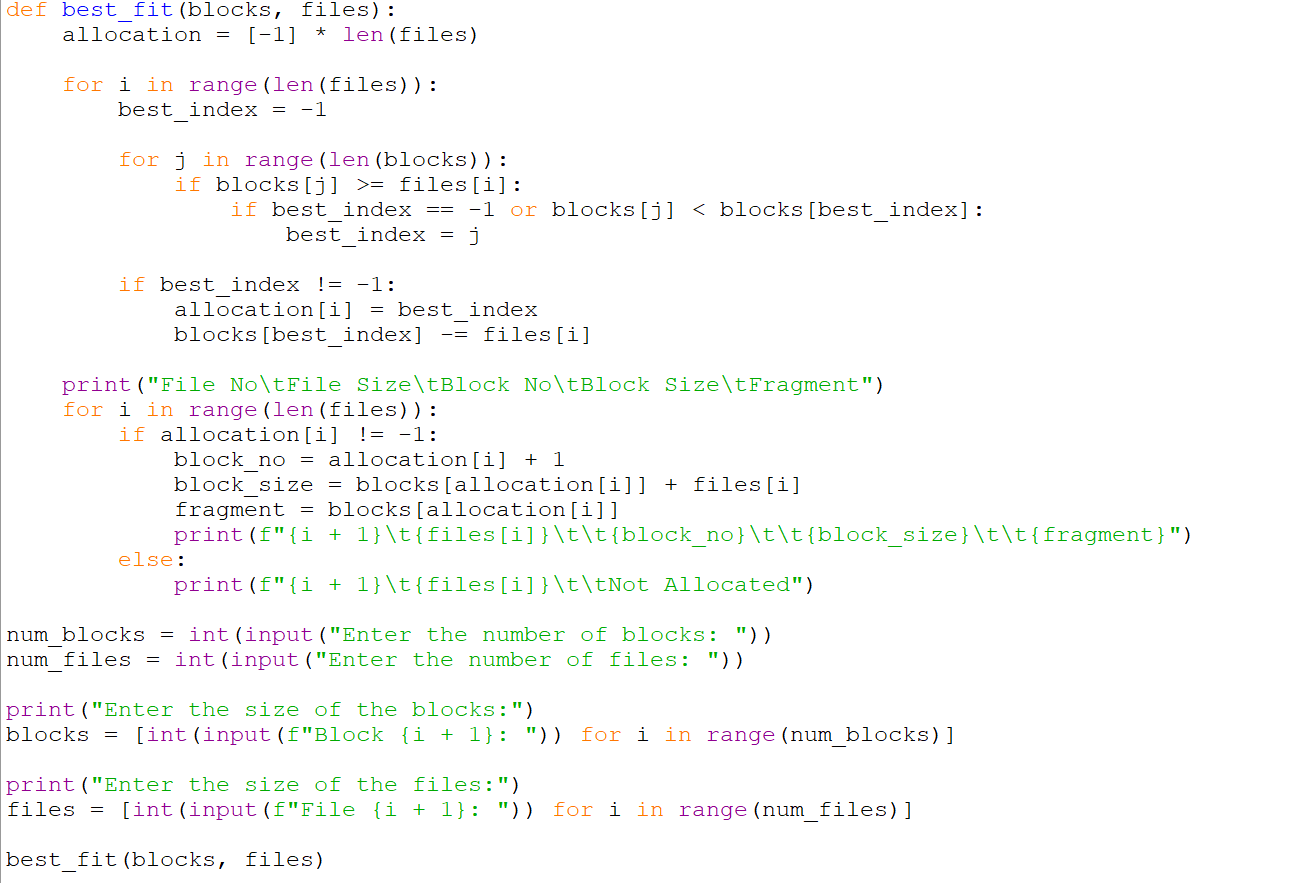 def best_fit(blocks, files):
    allocation = [-1] * len(files)

    for i in range(len(files)):
        best_index = -1

        for j in range(len(blocks)):
            if blocks[j] >= files[i]:
                if best_index == -1 or blocks[j] < blocks[best_index]:
                    best_index = j

        if best_index != -1:
            allocation[i] = best_index
            blocks[best_index] -= files[i]

    print("File No\tFile Size\tBlock No\tBlock Size\tFragment")
    for i in range(len(files)):
        if allocation[i] != -1:
            block_no = allocation[i] + 1
            block_size = blocks[allocation[i]] + files[i]
            fragment = blocks[allocation[i]]
            print(f"{i + 1}\t{files[i]}\t\t{block_no}\t\t{block_size}\t\t{fragment}")
        else:
            print(f"{i + 1}\t{files[i]}\t\tNot Allocated")

num_blocks = int(input("Enter the number of blocks: "))
num_files = int(input("Enter the number of files: "))

print("Enter the size of the blocks:")
blocks = [int(input(f"Block {i + 1}: ")) for i in range(num_blocks)]

print("Enter the size of the files:")
files = [int(input(f"File {i + 1}: ")) for i in range(num_files)]

best_fit(blocks, files)